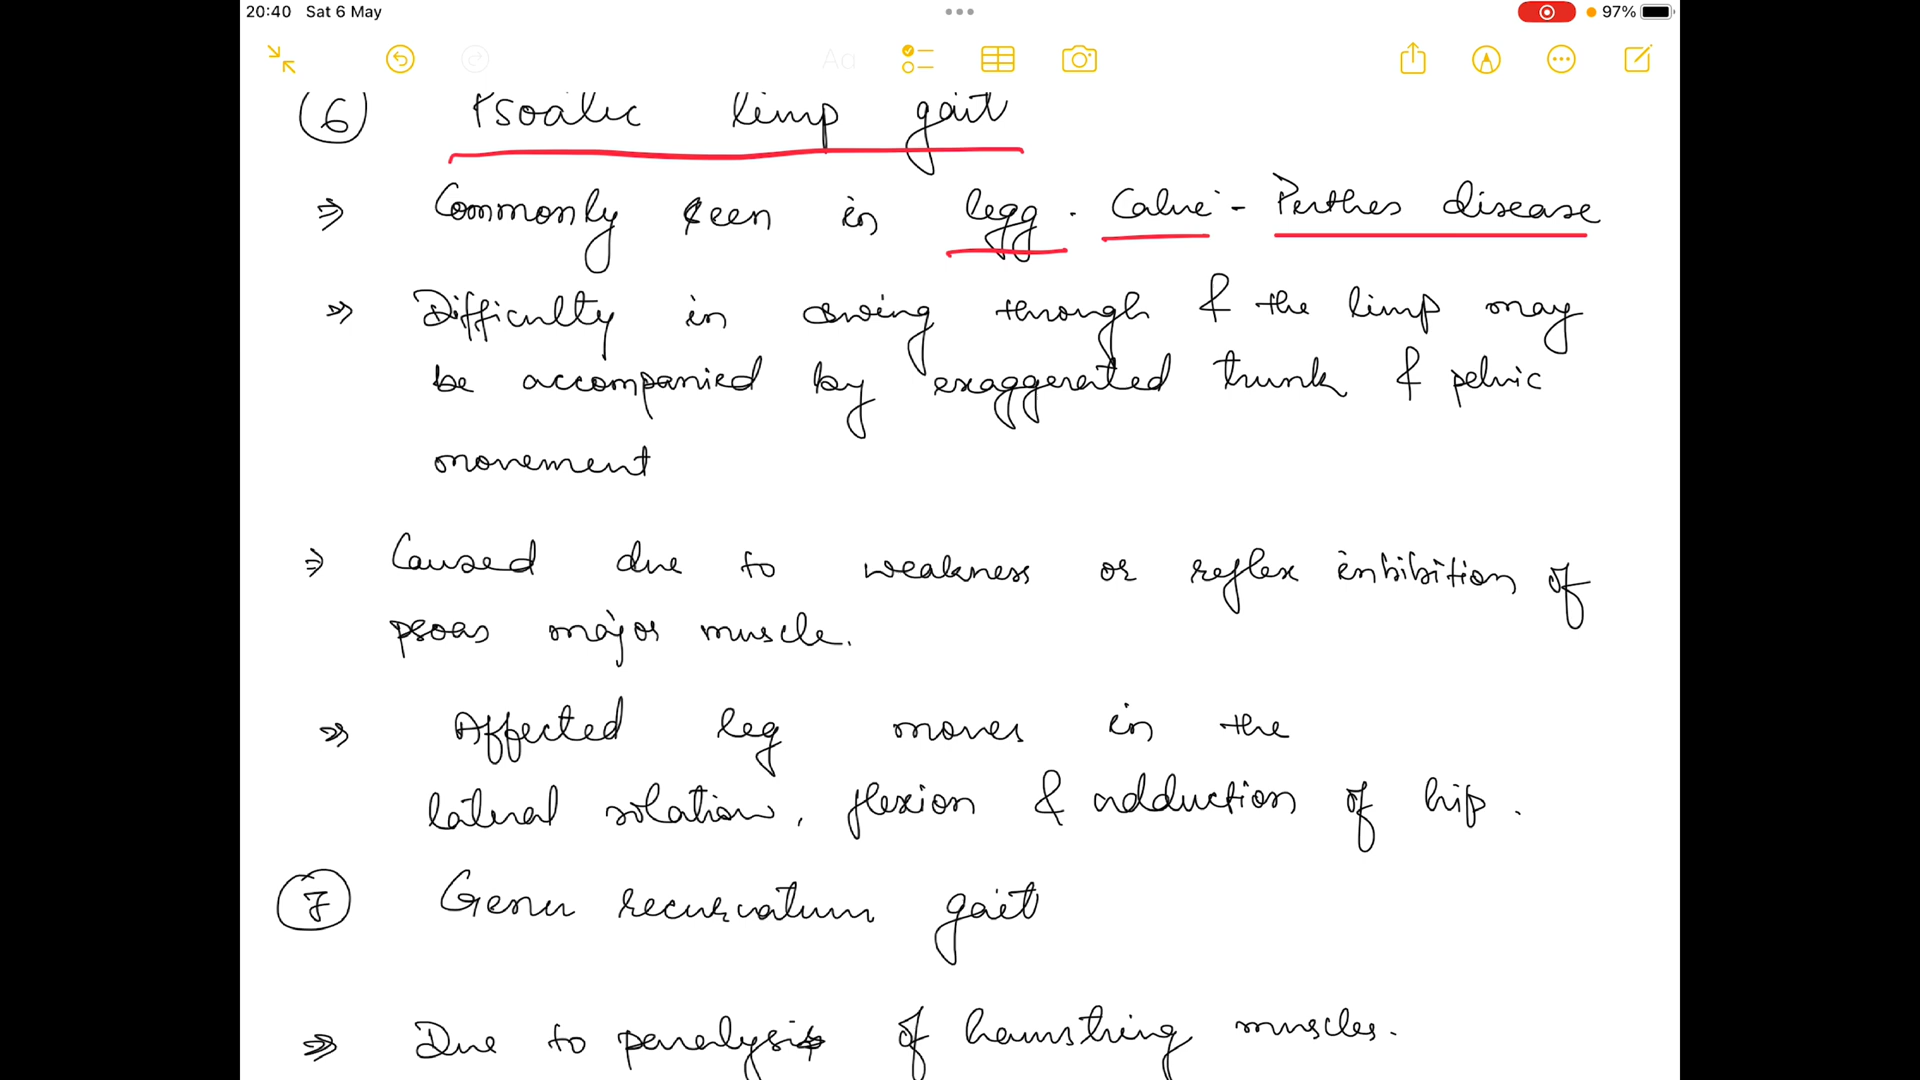 20:40 Sat 6 May
97%
Aa
6 Psoatic limp gait
⇒ Commonly seen in legg. Calve - Perthes disease
⇒ Difficulty in swing through & the limp may
be accompanied by exaggerated trunk & pelvic
movement
⇒ Caused due to weakness or reflex inhibition of
psoas major muscle.
⇒ Affected leg moves in the
lateral rotation, flexion & adduction of hip.
7 Genu recurvatum gait
⇒ Due to paralysis of hamstring muscles.